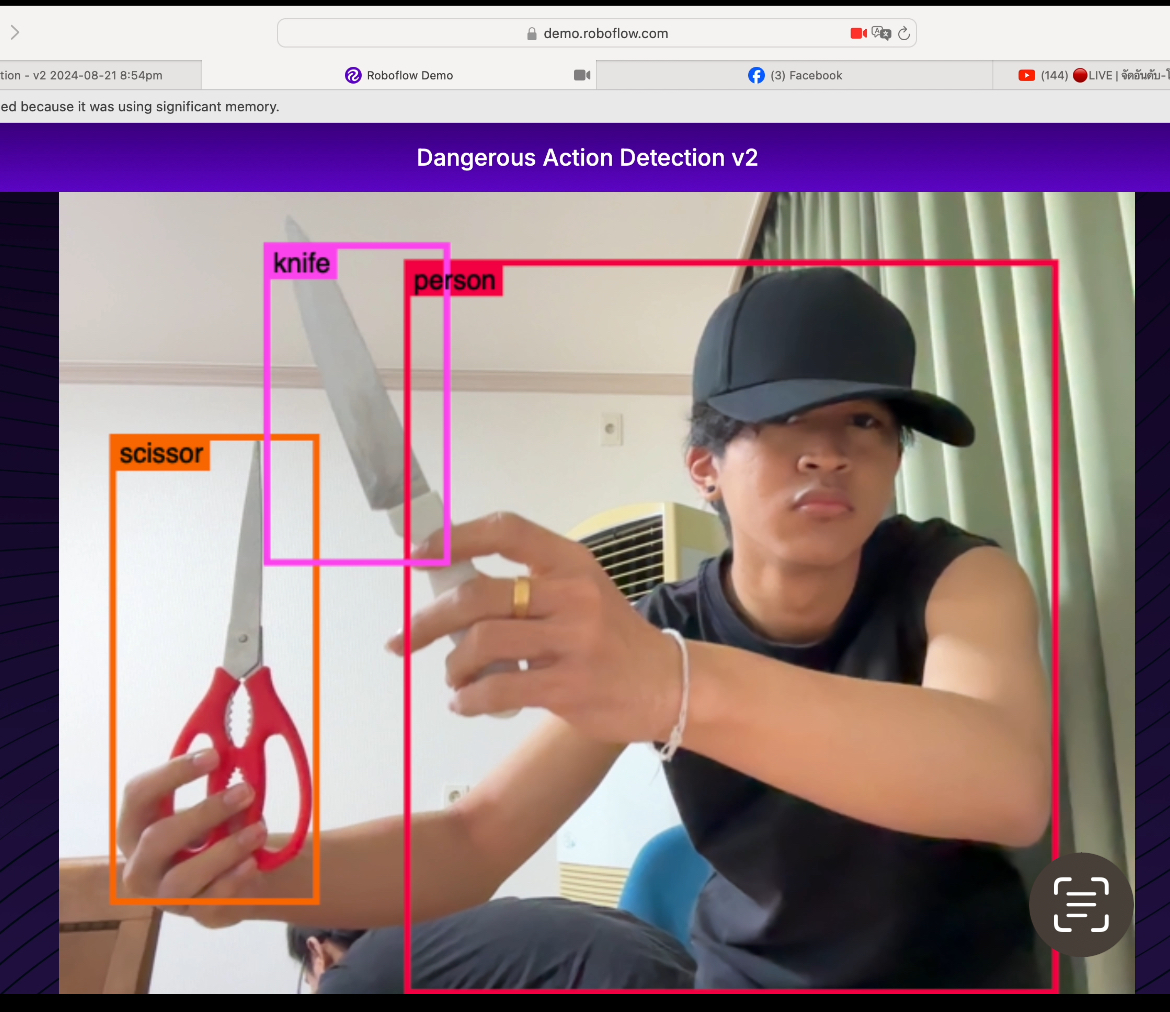 demo.roboflow.com
tion - v2 2024-08-21 8:54pm
Roboflow Demo
(3) Facebook
(144) 🔴LIVE | จัดอันดับ-โ
ed because it was using significant memory.
Dangerous Action Detection v2
knife
person
scissor